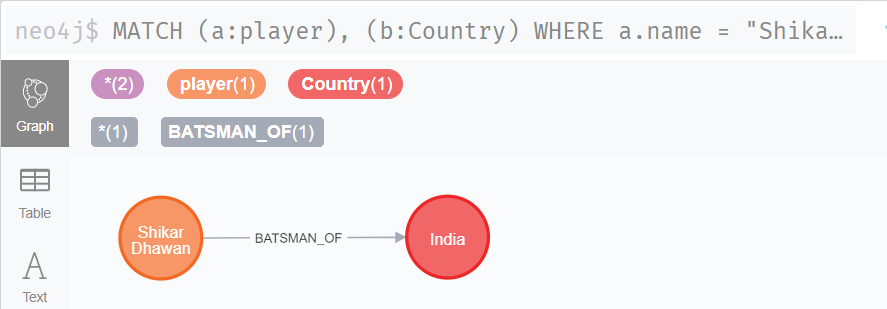 neo4j$ MATCH (a:player), (b:Country) WHERE a.name = "Shika…
*(2) player(1) Country(1)
*(1) BATSMAN_OF(1)
Graph
Table
Text
Shikar
Dhawan
BATSMAN_OF
India